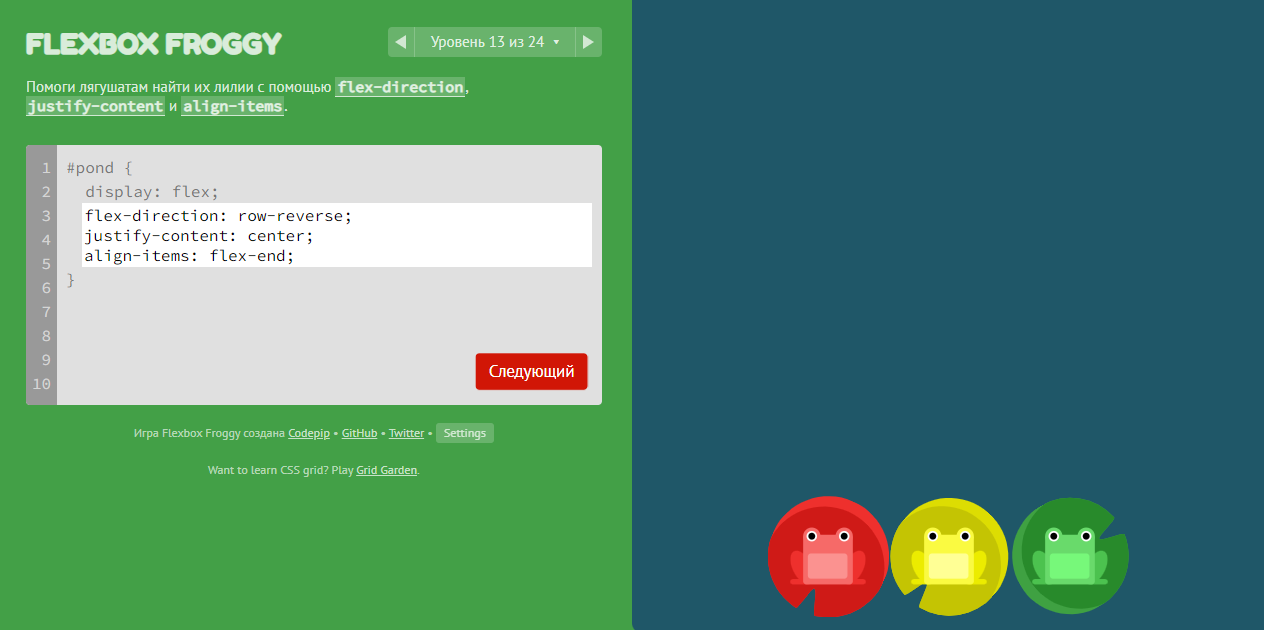 FLEXBOX FROGGY
Уровень 13 из 24
Помоги лягушатам найти их лилии с помощью flex-direction,
justify-content и align-items.
1 #pond {
2 display: flex;
3 flex-direction: row-reverse;
4 justify-content: center;
5 align-items: flex-end;
6 }
7
8
9
10
Следующий
Игра Flexbox Froggy создана Codepip • GitHub • Twitter • Settings
Want to learn CSS grid? Play Grid Garden.